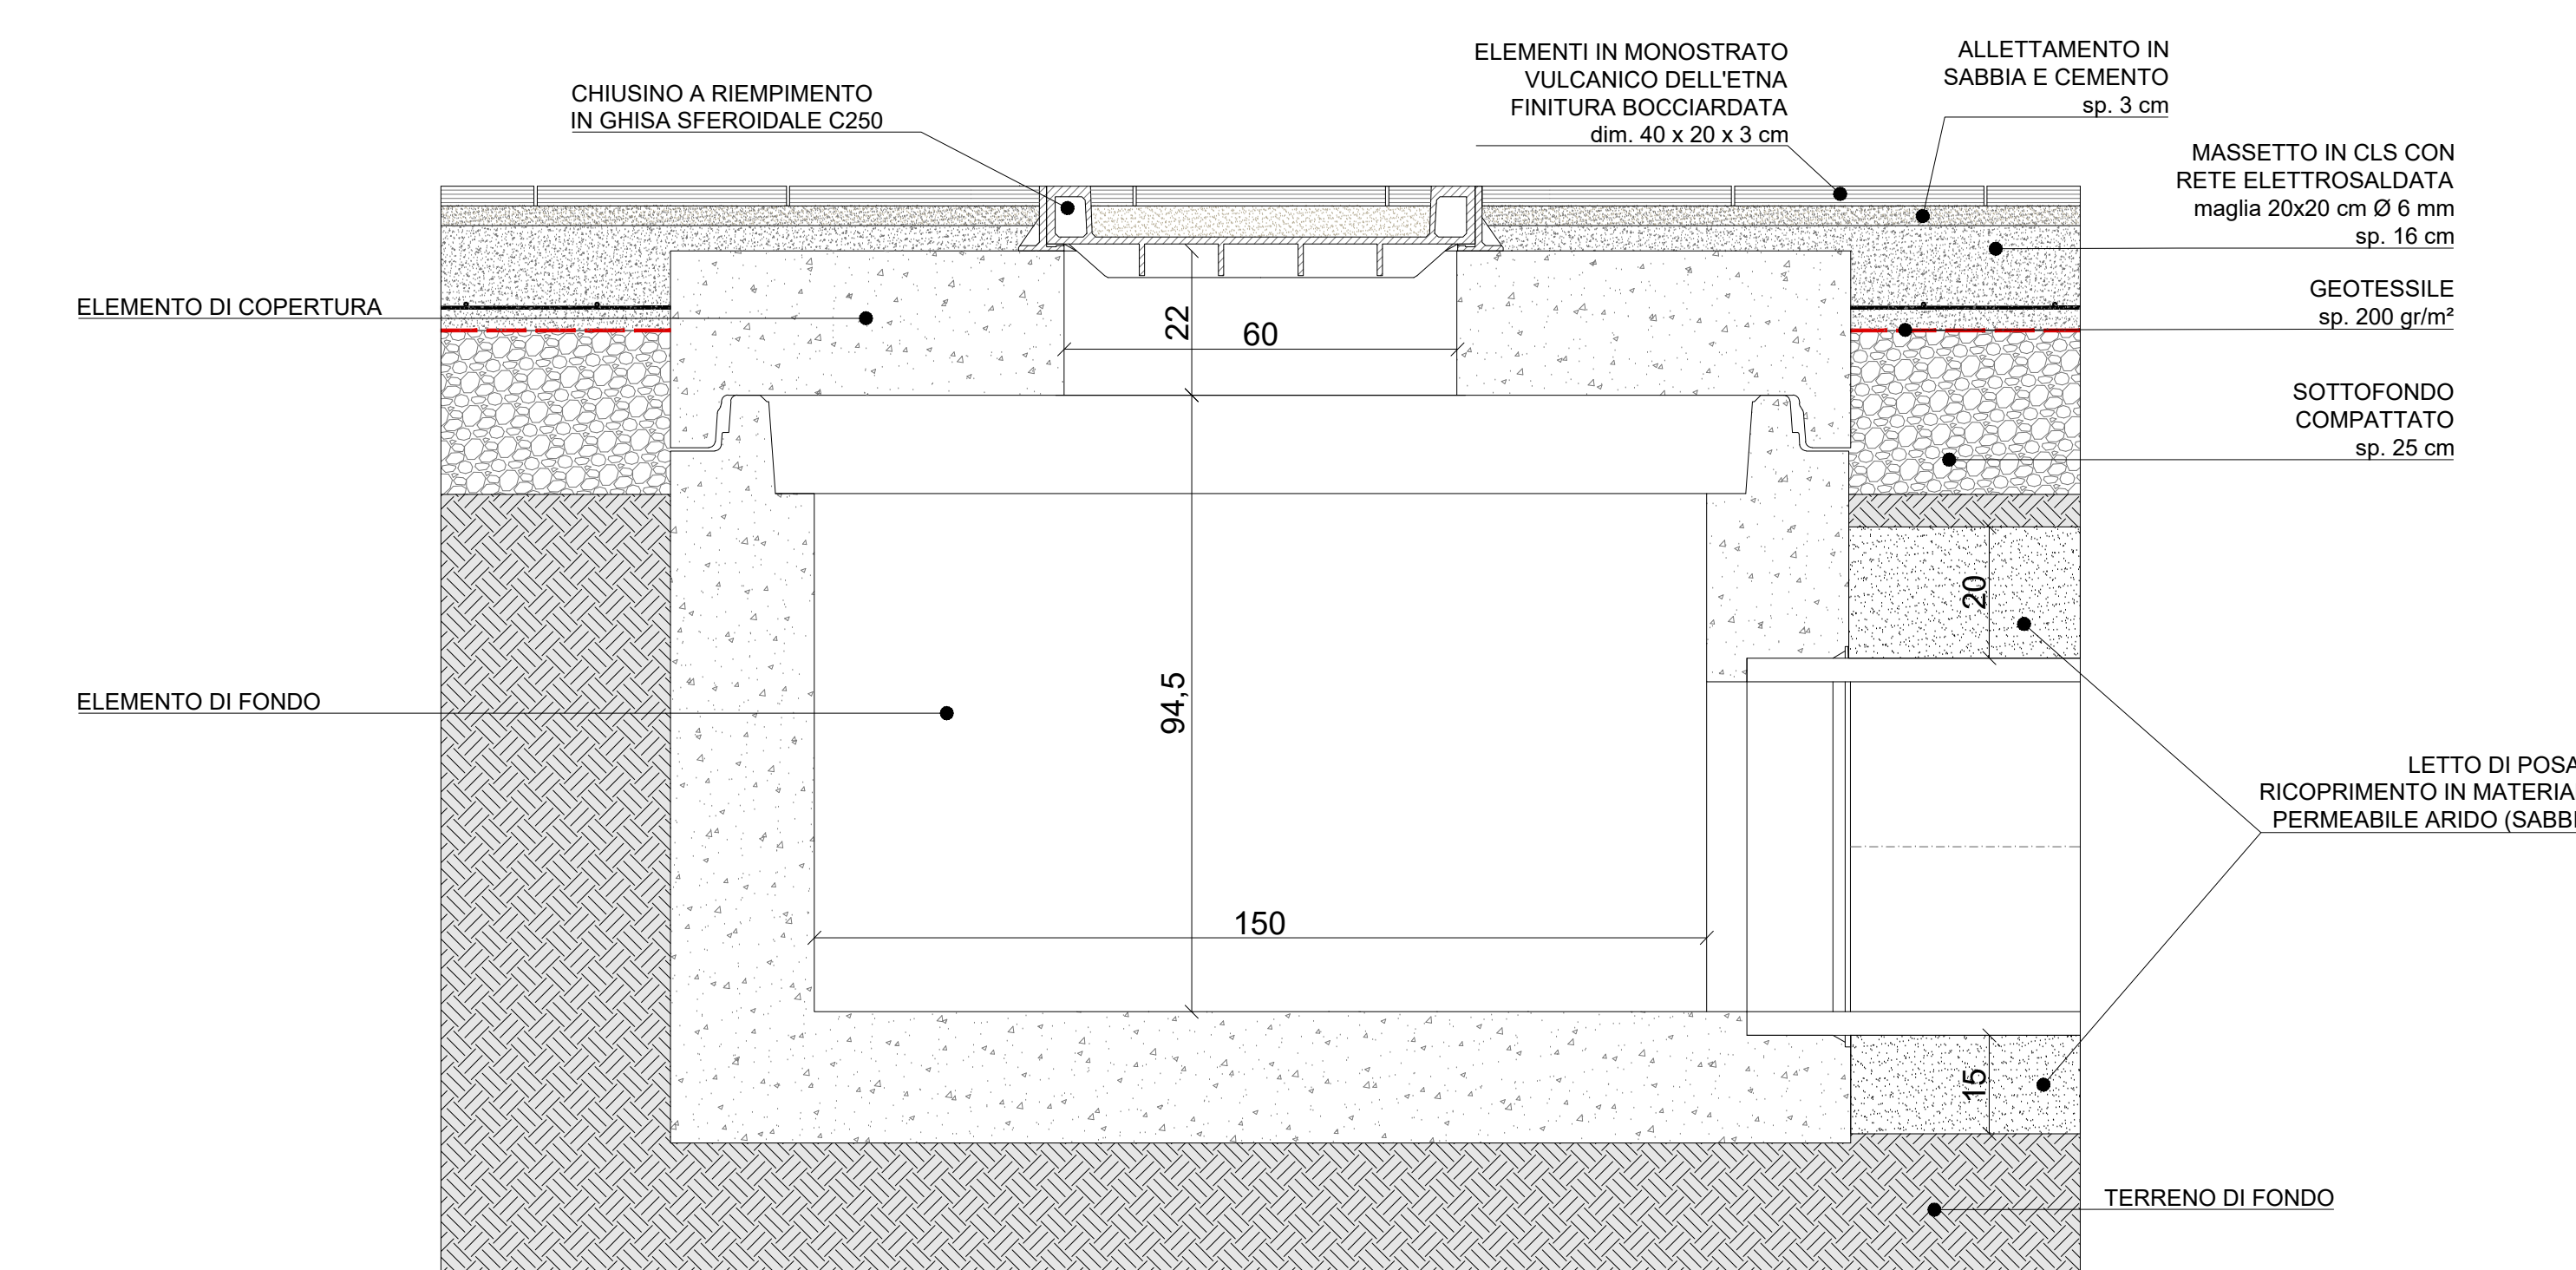 ELEMENTI IN MONOSTRATO
VULCANICO DELL'ETNA
FINITURA BOCCIARDATA
dim. 40 x 20 x 3 cm
ALLETTAMENTO IN
SABBIA E CEMENTO
sp. 3 cm
CHIUSINO A RIEMPIMENTO
IN GHISA SFEROIDALE C250
MASSETTO IN CLS CON
RETE ELETTROSALDATA
maglia 20x20 cm Ø 6 mm
sp. 16 cm
GEOTESSILE
sp. 200 gr/m²
ELEMENTO DI COPERTURA
22
60
SOTTOFONDO
COMPATTATO
sp. 25 cm
20
ELEMENTO DI FONDO
94,5
LETTO DI POSA
RICOPRIMENTO IN MATERIA
PERMEABILE ARIDO (SABB
150
15
TERRENO DI FONDO